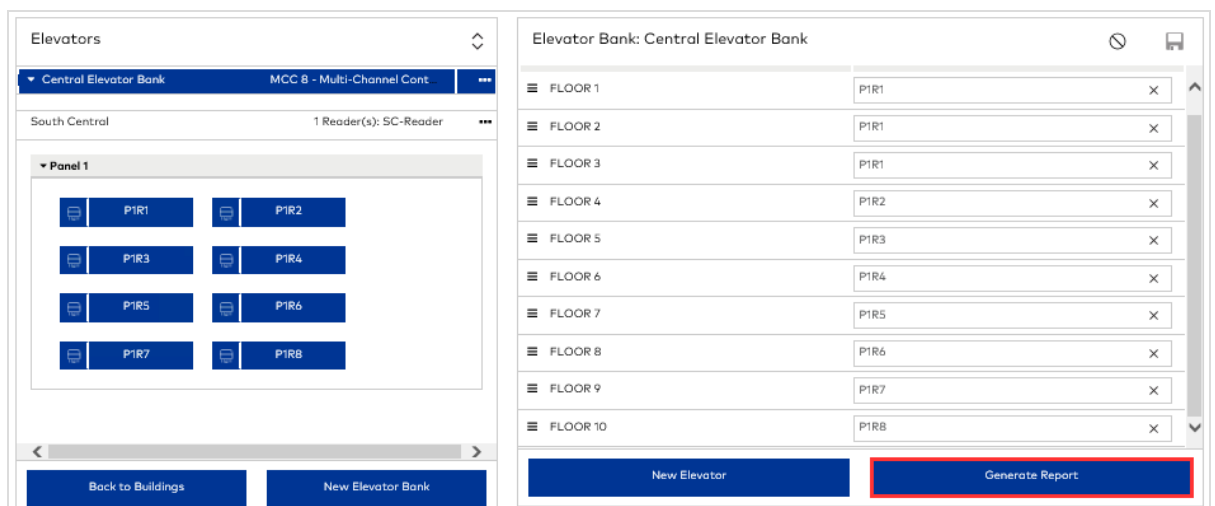 Elevators
Central Elevator Bank MCC 8 - Multi-Channel Cont
South Central 1 Reader(s): SC-Reader
Panel 1
P1R1 P1R2
P1R3 P1R4
P1R5 P1R6
P1R7 P1R8
Back to Buildings New Elevator Bank
Elevator Bank: Central Elevator Bank
FLOOR 1 P1R1
FLOOR 2 P1R1
FLOOR 3 P1R1
FLOOR 4 P1R2
FLOOR 5 P1R3
FLOOR 6 P1R4
FLOOR 7 P1R5
FLOOR 8 P1R6
FLOOR 9 P1R7
FLOOR 10 P1R8
New Elevator Generate Report